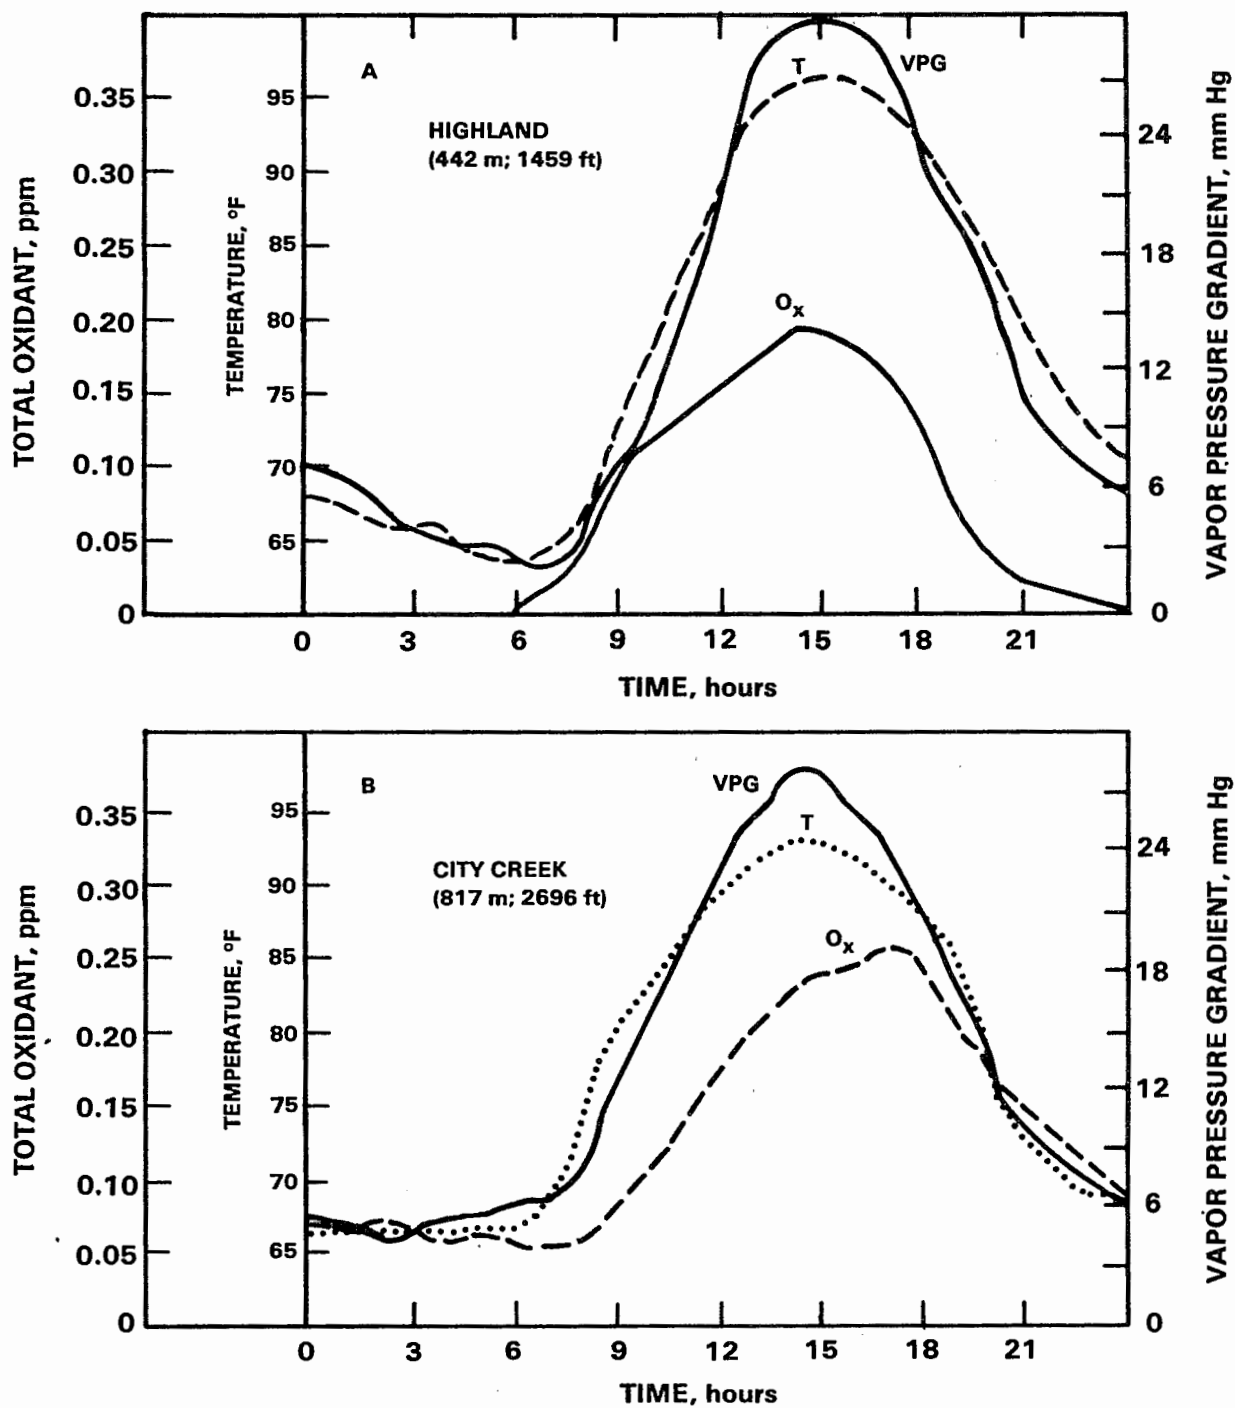 A
HIGHLAND
(442 m; 1459 ft)
T
VPG
Ox
TOTAL OXIDANT, ppm
0.35
0.30
0.25
0.20
0.15
0.10
0.05
0
TEMPERATURE, °F
95
90
85
80
75
70
65
VAPOR PRESSURE GRADIENT, mm Hg
24
18
12
6
0
0 3 6 9 12 15 18 21
TIME, hours
B
CITY CREEK
(817 m; 2696 ft)
VPG
T
Ox
TOTAL OXIDANT, ppm
0.35
0.30
0.25
0.20
0.15
0.10
0.05
0
TEMPERATURE, °F
95
90
85
80
75
70
65
VAPOR PRESSURE GRADIENT, mm Hg
24
18
12
6
0
0 3 6 9 12 15 18 21
TIME, hours